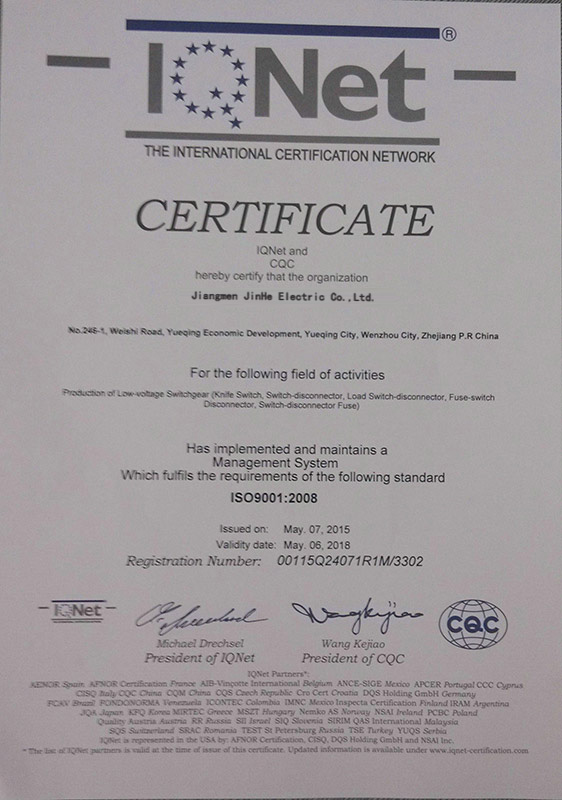 IQNet ®
THE INTERNATIONAL CERTIFICATION NETWORK
CERTIFICATE
IQNet and
CQC
hereby certify that the organization
Jiangmen JinHe Electric Co.,Ltd.
No.246-1, Weishi Road, Yueqing Economic Development, Yueqing City, Wenzhou City, Zhejiang P.R China
For the following field of activities
Production of Low-voltage Switchgear (Knife Switch, Switch-disconnector, Load Switch-disconnector, Fuse-switch
Disconnector, Switch-disconnector Fuse)
Has implemented and maintains a
Management System
Which fulfils the requirements of the following standard
ISO9001:2008
Issued on: May. 07, 2015
Validity date: May. 06, 2018
Registration Number: 00115Q24071R1M/3302
IQNet
CQC
Michael Drechsel
President of IQNet
Wang Kejiao
President of CQC
IQNet Partners*:
AENOR Spain AFNOR Certification France AIB-Vinçotte International Belgium ANCE-SIGE Mexico APCER Portugal CCC Cyprus
CISQ Italy CQC China CQM China CQS Czech Republic Cro Cert Croatia DQS Holding GmbH Germany
FCAV Brazil FONDONORMA Venezuela ICONTEC Colombia IMNC Mexico Inspecta Certification Finland IRAM Argentina
JQA Japan KFQ Korea MIRTEC Greece MSZT Hungary Nemko AS Norway NSAI Ireland PCBC Poland
Quality Austria Austria RR Russia SII Israel SIQ Slovenia SIRIM QAS International Malaysia
SQS Switzerland SRAC Romania TEST St Petersburg Russia TSE Turkey YUQS Serbia
IQNet is represented in the USA by: AFNOR Certification, CISQ, DQS Holding GmbH and NSAI Inc.
* The list of IQNet partners is valid at the time of issue of this certificate. Updated information is available under www.iqnet-certification.com